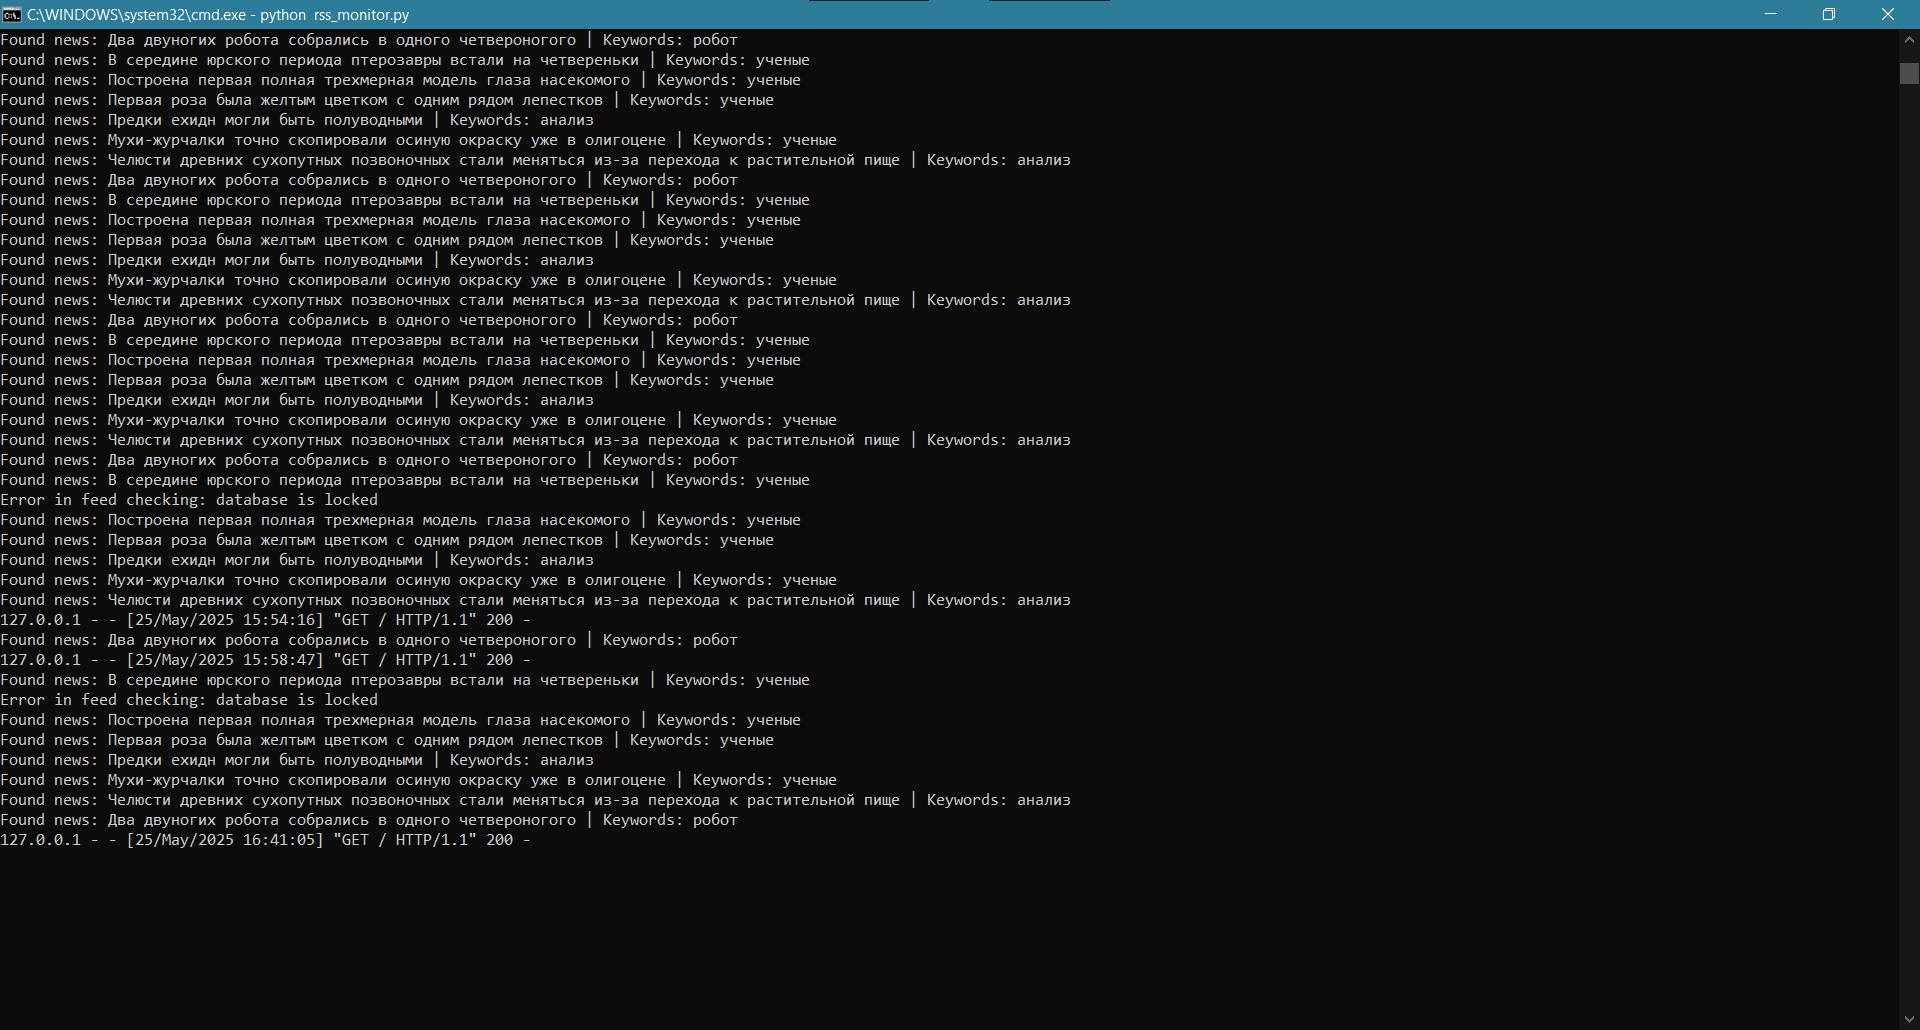 C:\WINDOWS\system32\cmd.exe - python  rss_monitor.py
Found news: Два двуногих робота собрались в одного четвероногого | Keywords: робот
Found news: В середине юрского периода птерозавры встали на четвереньки | Keywords: ученые
Found news: Построена первая полная трехмерная модель глаза насекомого | Keywords: ученые
Found news: Первая роза была желтым цветком с одним рядом лепестков | Keywords: ученые
Found news: Предки ехидн могли быть полуводными | Keywords: анализ
Found news: Мухи-журчалки точно скопировали осиную окраску уже в олигоцене | Keywords: ученые
Found news: Челюсти древних сухопутных позвоночных стали меняться из-за перехода к растительной пище | Keywords: анализ
Found news: Два двуногих робота собрались в одного четвероногого | Keywords: робот
Found news: В середине юрского периода птерозавры встали на четвереньки | Keywords: ученые
Found news: Построена первая полная трехмерная модель глаза насекомого | Keywords: ученые
Found news: Первая роза была желтым цветком с одним рядом лепестков | Keywords: ученые
Found news: Предки ехидн могли быть полуводными | Keywords: анализ
Found news: Мухи-журчалки точно скопировали осиную окраску уже в олигоцене | Keywords: ученые
Found news: Челюсти древних сухопутных позвоночных стали меняться из-за перехода к растительной пище | Keywords: анализ
Found news: Два двуногих робота собрались в одного четвероногого | Keywords: робот
Found news: В середине юрского периода птерозавры встали на четвереньки | Keywords: ученые
Found news: Построена первая полная трехмерная модель глаза насекомого | Keywords: ученые
Found news: Первая роза была желтым цветком с одним рядом лепестков | Keywords: ученые
Found news: Предки ехидн могли быть полуводными | Keywords: анализ
Found news: Мухи-журчалки точно скопировали осиную окраску уже в олигоцене | Keywords: ученые
Found news: Челюсти древних сухопутных позвоночных стали меняться из-за перехода к растительной пище | Keywords: анализ
Found news: Два двуногих робота собрались в одного четвероногого | Keywords: робот
Found news: В середине юрского периода птерозавры встали на четвереньки | Keywords: ученые
Error in feed checking: database is locked
Found news: Построена первая полная трехмерная модель глаза насекомого | Keywords: ученые
Found news: Первая роза была желтым цветком с одним рядом лепестков | Keywords: ученые
Found news: Предки ехидн могли быть полуводными | Keywords: анализ
Found news: Мухи-журчалки точно скопировали осиную окраску уже в олигоцене | Keywords: ученые
Found news: Челюсти древних сухопутных позвоночных стали меняться из-за перехода к растительной пище | Keywords: анализ
127.0.0.1 - - [25/May/2025 15:54:16] "GET / HTTP/1.1" 200 -
Found news: Два двуногих робота собрались в одного четвероногого | Keywords: робот
127.0.0.1 - - [25/May/2025 15:58:47] "GET / HTTP/1.1" 200 -
Found news: В середине юрского периода птерозавры встали на четвереньки | Keywords: ученые
Error in feed checking: database is locked
Found news: Построена первая полная трехмерная модель глаза насекомого | Keywords: ученые
Found news: Первая роза была желтым цветком с одним рядом лепестков | Keywords: ученые
Found news: Предки ехидн могли быть полуводными | Keywords: анализ
Found news: Мухи-журчалки точно скопировали осиную окраску уже в олигоцене | Keywords: ученые
Found news: Челюсти древних сухопутных позвоночных стали меняться из-за перехода к растительной пище | Keywords: анализ
Found news: Два двуногих робота собрались в одного четвероногого | Keywords: робот
127.0.0.1 - - [25/May/2025 16:41:05] "GET / HTTP/1.1" 200 -